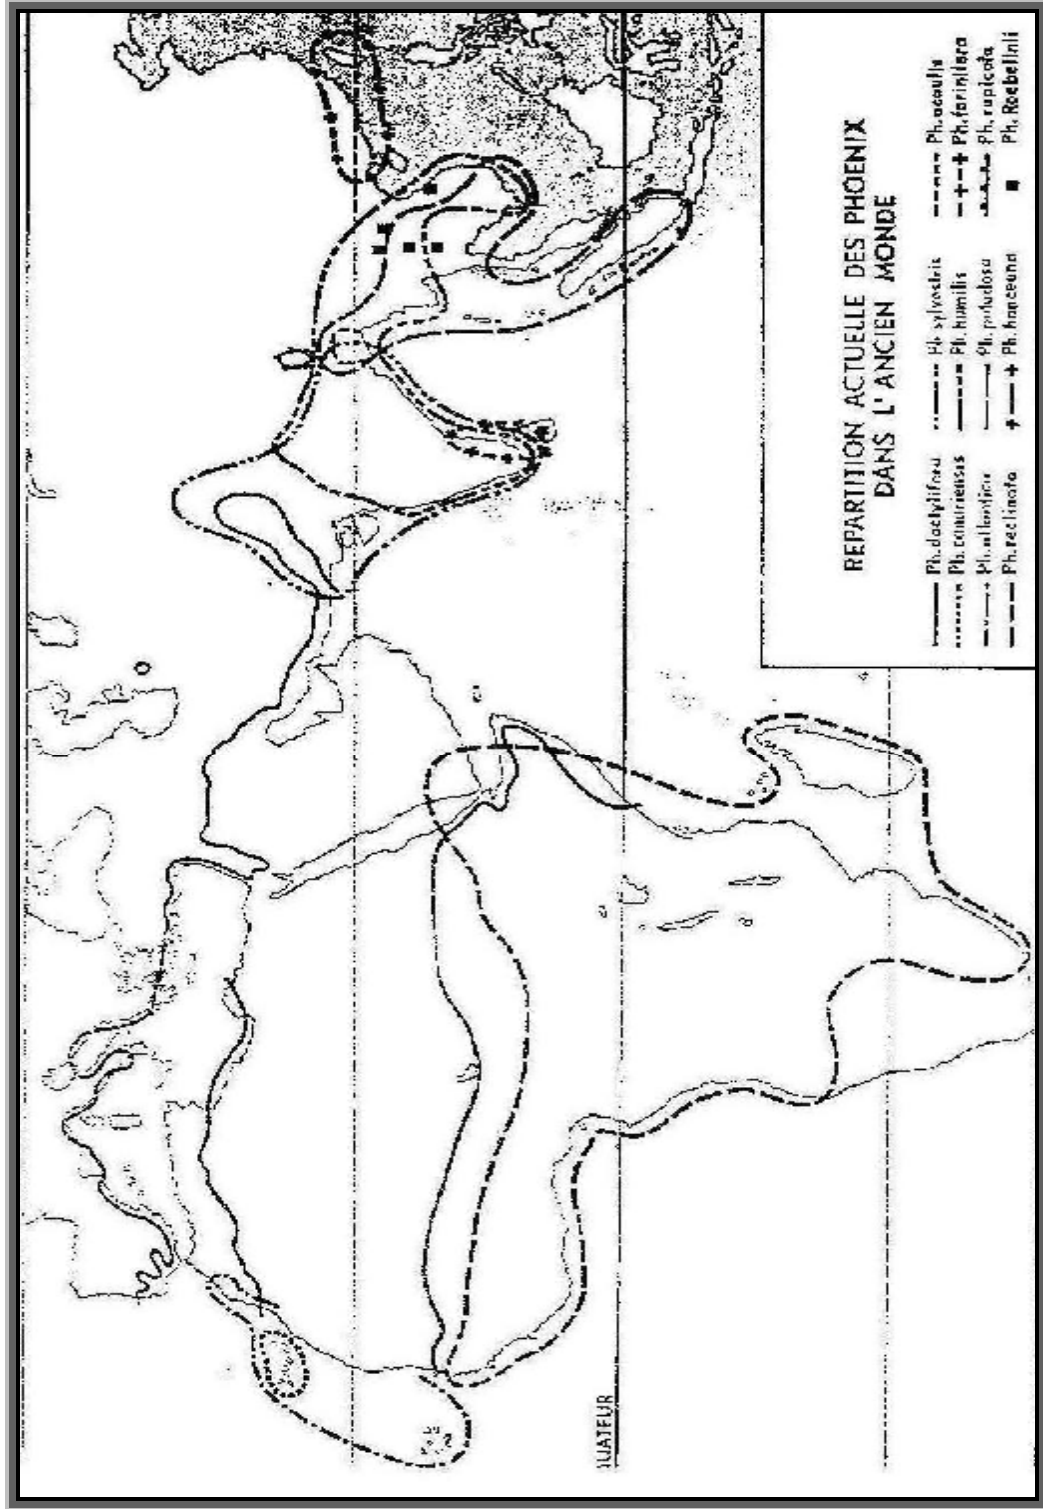 REPARTITION ACTUELLE DES PHOENIX
DANS L'ANCIEN MONDE
Ph. dactylifera
Ph. canariensis
Ph. atlantica
Ph. reclinata
Ph. sylvestris
Ph. humilis
Ph. paludosa
Ph. hanceana
Ph. acaulis
Ph. farinifera
Ph. rupicola
Ph. Roebelinii
QUATEUR